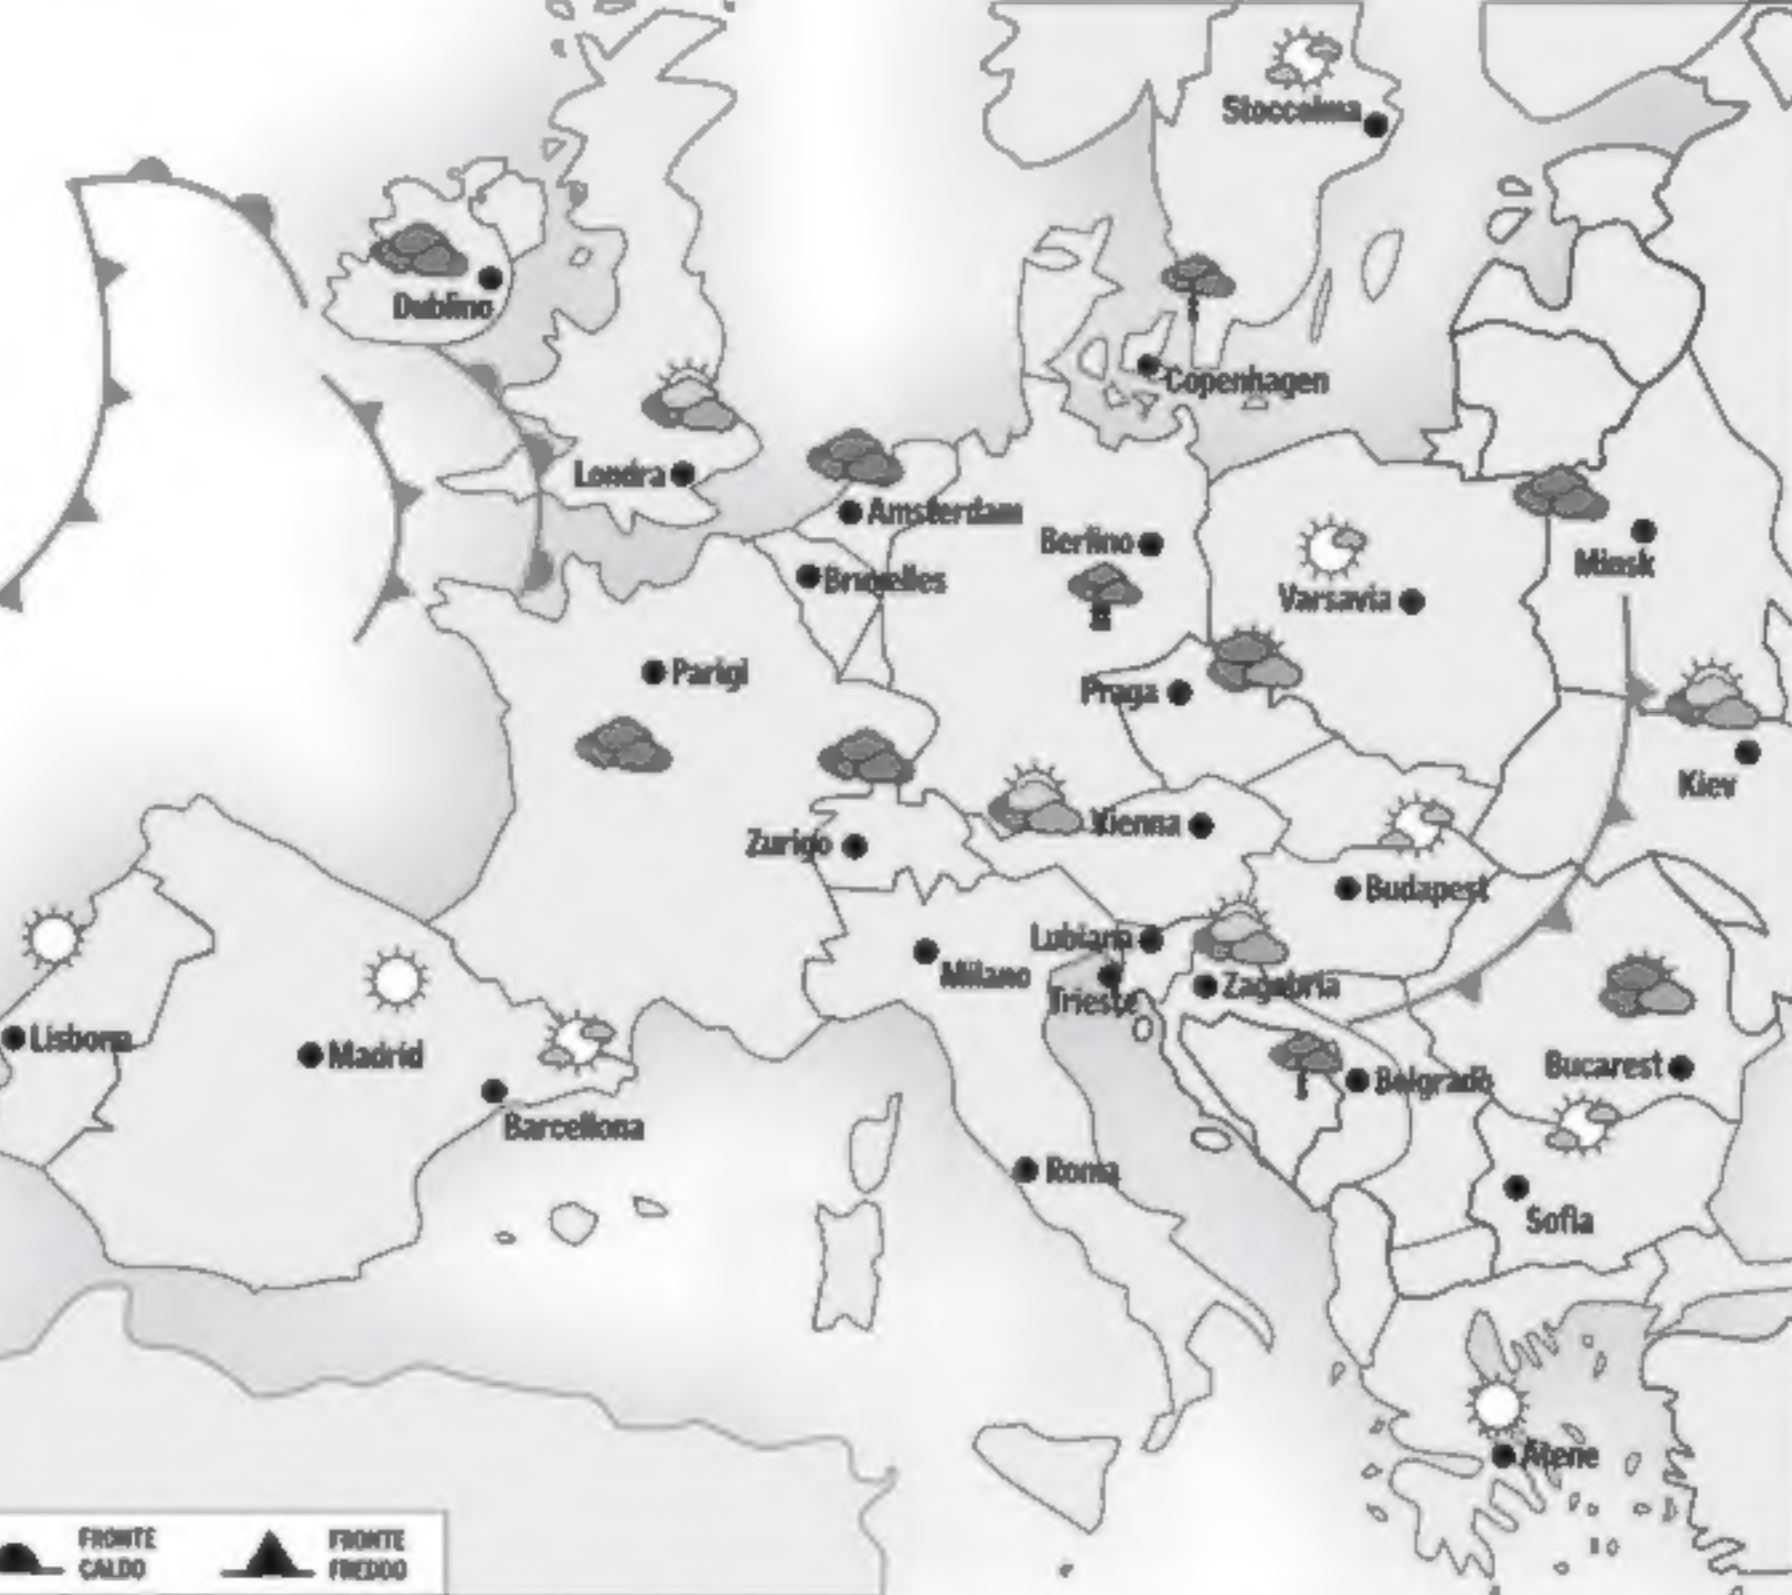 Stoccolma
Dublino
Copenhagen
Londra
Amsterdam
Berlino
Bruxelles
Minsk
Varsavia
Parigi
Praga
Kiev
Zurigo
Vienna
Budapest
Lubiana
Milano
Trieste
Zagabria
Lisbona
Madrid
Bucarest
Belgrado
Barcellona
Roma
Sofia
Atene
FRONTE
CALDO
FRONTE
FREDDO